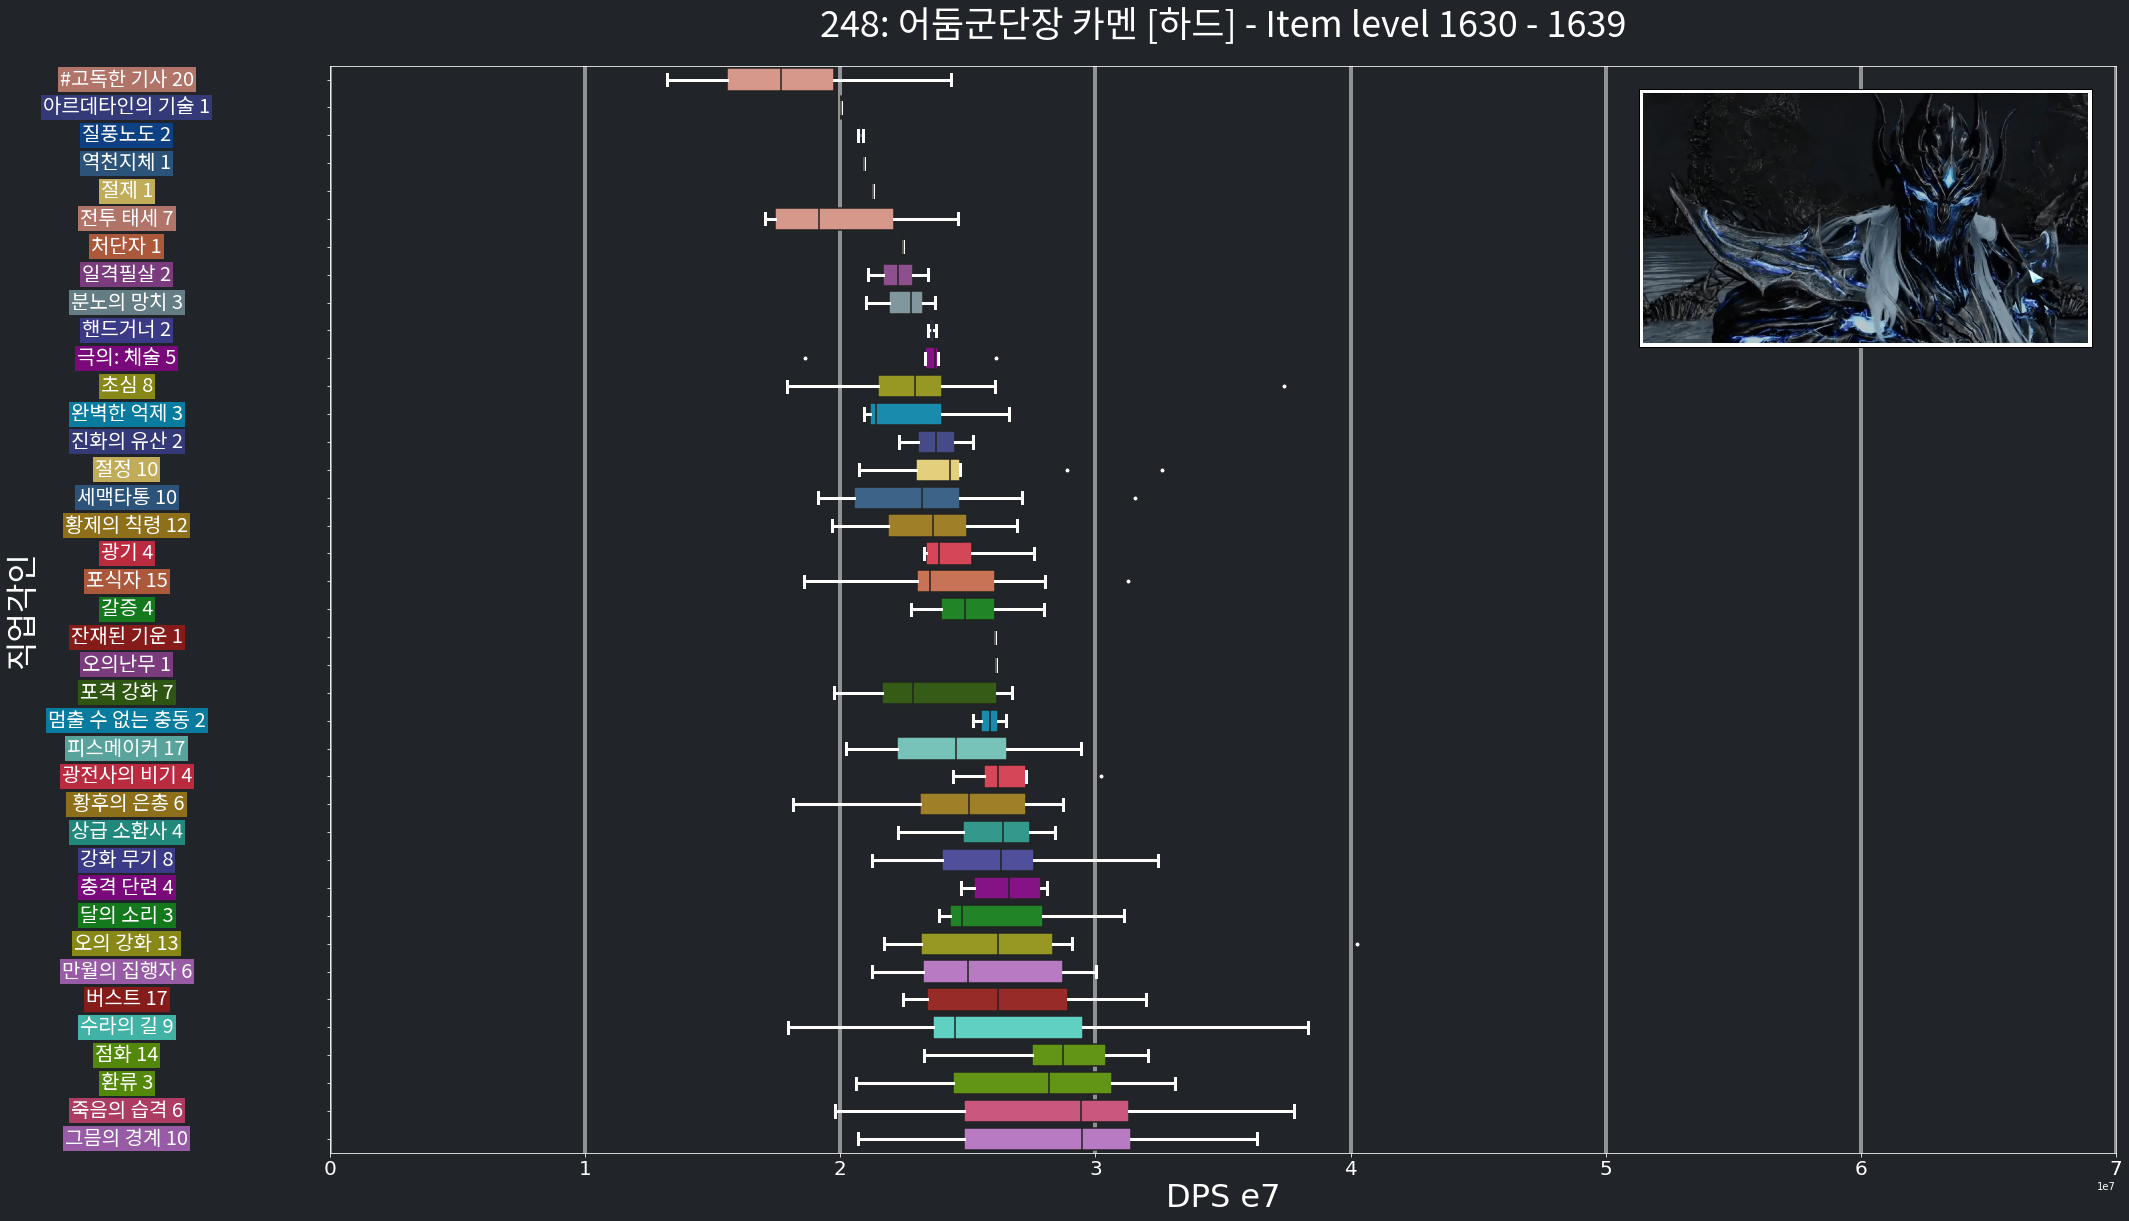 248: 어둠군단장 카멘 [하드] - Item level 1630 - 1639
직업각인
#고독한 기사 20
아르데타인의 기술 1
질풍노도 2
역천지체 1
절제 1
전투 태세 7
처단자 1
일격필살 2
분노의 망치 3
핸드거너 2
극의: 체술 5
초심 8
완벽한 억제 3
진화의 유산 2
절정 10
세맥타통 10
황제의 칙령 12
광기 4
포식자 15
갈증 4
잔재된 기운 1
오의난무 1
포격 강화 7
멈출 수 없는 충동 2
피스메이커 17
광전사의 비기 4
황후의 은총 6
상급 소환사 4
강화 무기 8
충격 단련 4
달의 소리 3
오의 강화 13
만월의 집행자 6
버스트 17
수라의 길 9
점화 14
환류 3
죽음의 습격 6
그믐의 경계 10
0 1 2 3 4 5 6 7
1e7
DPS e7